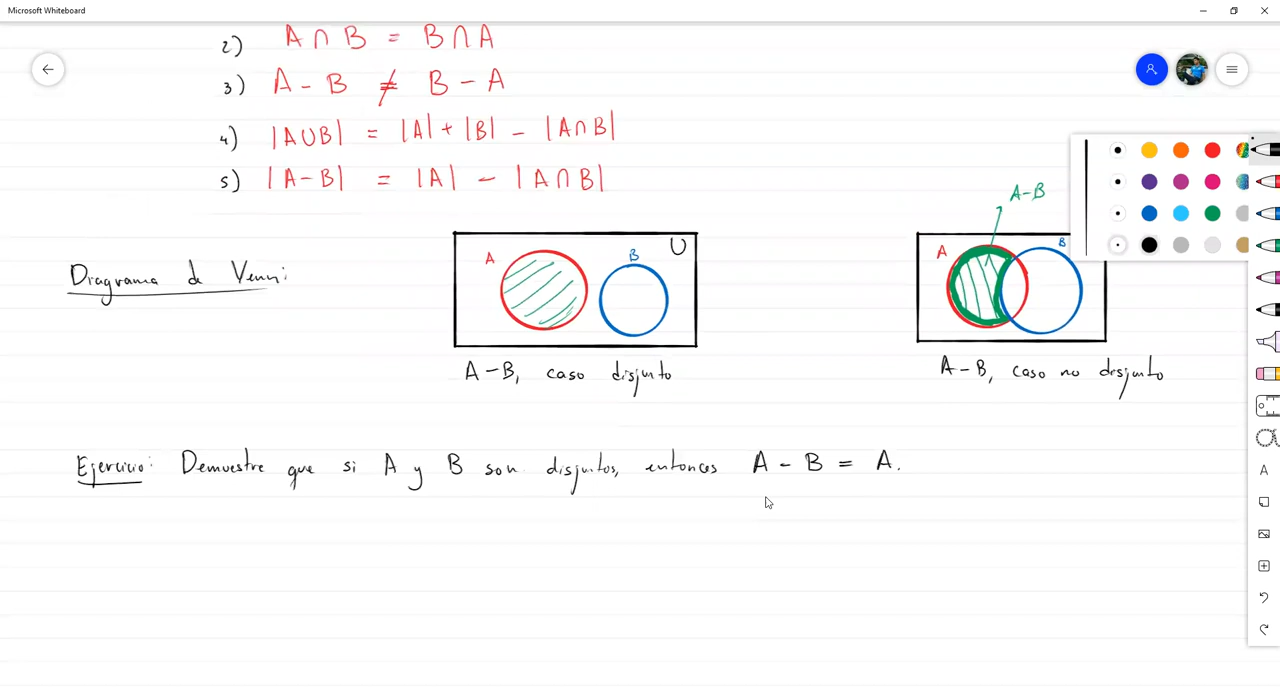 Microsoft Whiteboard
2) A ∩ B = B ∩ A
3) A - B ≠ B - A
4) |A∪B| = |A| + |B| - |A∩B|
5) |A-B| = |A| - |A∩B|
A-B
Diagrama de Venn:
A B U
A B
A-B, caso disjunto
A-B, caso no disjunto
Ejercicio: Demuestre que si A y B son disjuntos, entonces A - B = A.
A